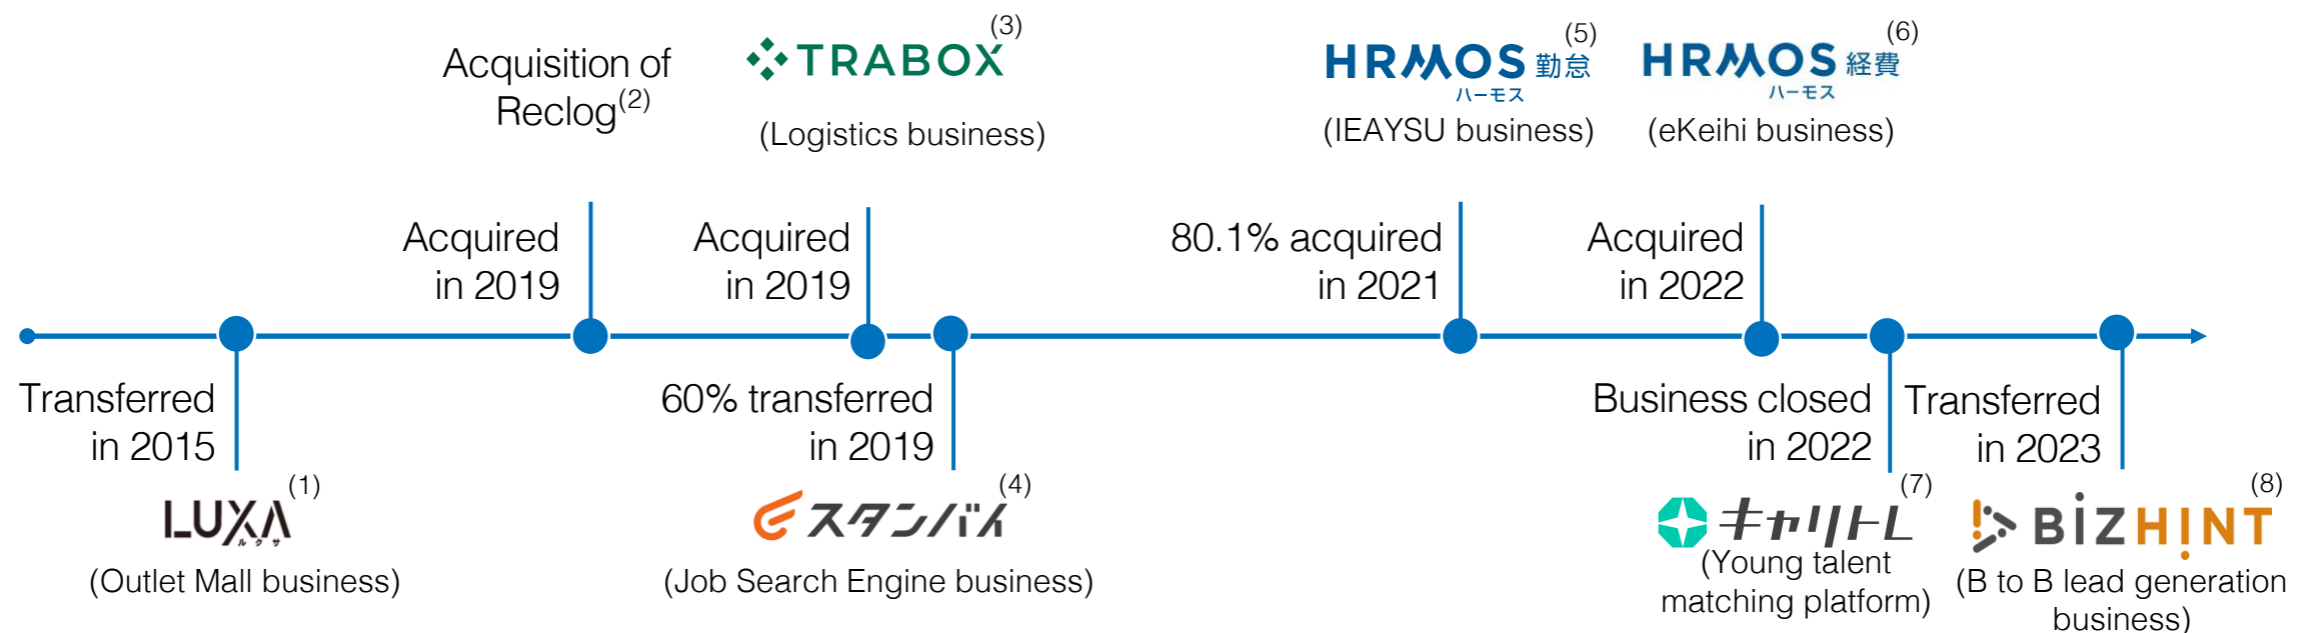 Acquisition of
Reclog(2)
TRABOX(3)
(Logistics business)
HRMOS 勤怠(5)
ハーモス
(IEAYSU business)
HRMOS 経費(6)
ハーモス
(eKeihi business)
Acquired
in 2019
Acquired
in 2019
80.1% acquired
in 2021
Acquired
in 2022
Transferred
in 2015
60% transferred
in 2019
Business closed
in 2022
Transferred
in 2023
LUXA(1)
ルクサ
(Outlet Mall business)
スタンバイ(4)
(Job Search Engine business)
キャリトレ(7)
(Young talent
matching platform)
BIZHINT(8)
(B to B lead generation
business)